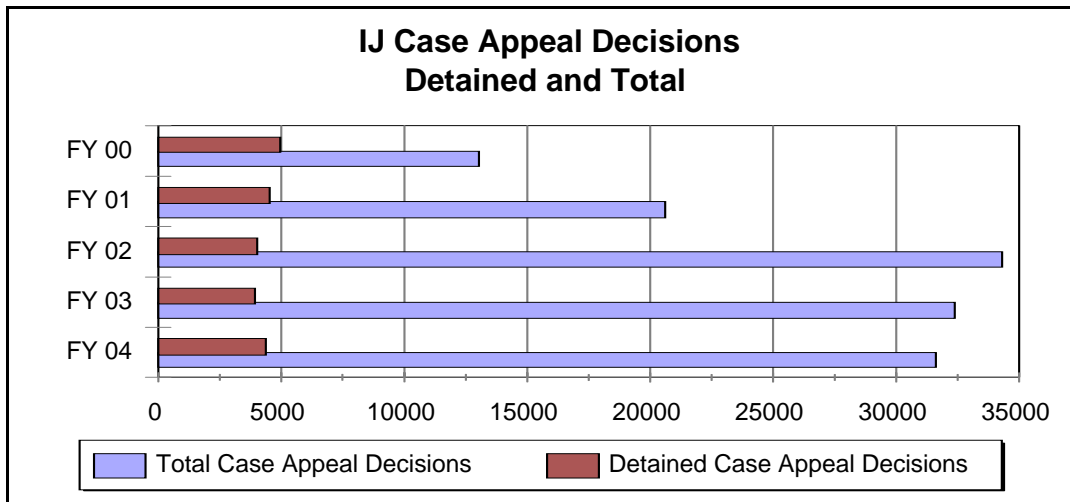 IJ Case Appeal Decisions
Detained and Total
FY 00
FY 01
FY 02
FY 03
FY 04
0 5000 10000 15000 20000 25000 30000 35000
Total Case Appeal Decisions Detained Case Appeal Decisions